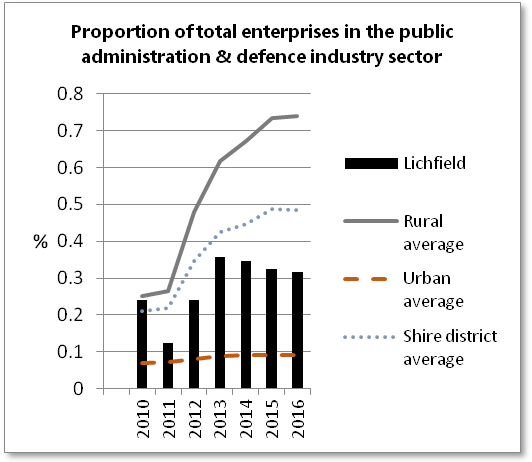 Proportion of total enterprises in the public
administration & defence industry sector
0.8
0.7
0.6
0.5
0.4
0.3
0.2
0.1
0
%
2010
2011
2012
2013
2014
2015
2016
Lichfield
Rural
average
Urban
average
Shire district
average